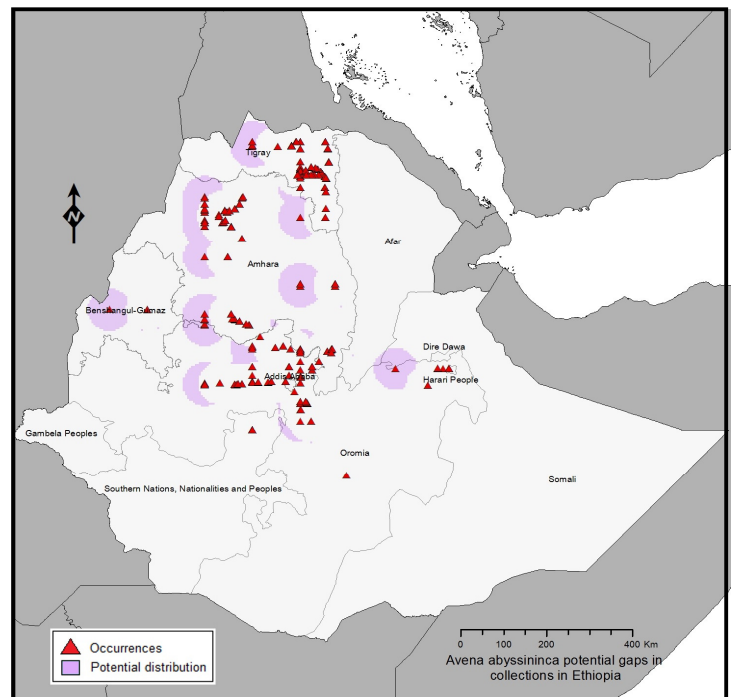 Tigray
N
Afar
Amhara
Benshangul-Gumaz
Dire Dawa
Addis Ababa
Harari People
Gambela Peoples
Oromia
Somali
Southern Nations, Nationalities and Peoples
Occurrences
Potential distribution
0 100 200 400 Km
Avena abyssininca potential gaps in
collections in Ethiopia